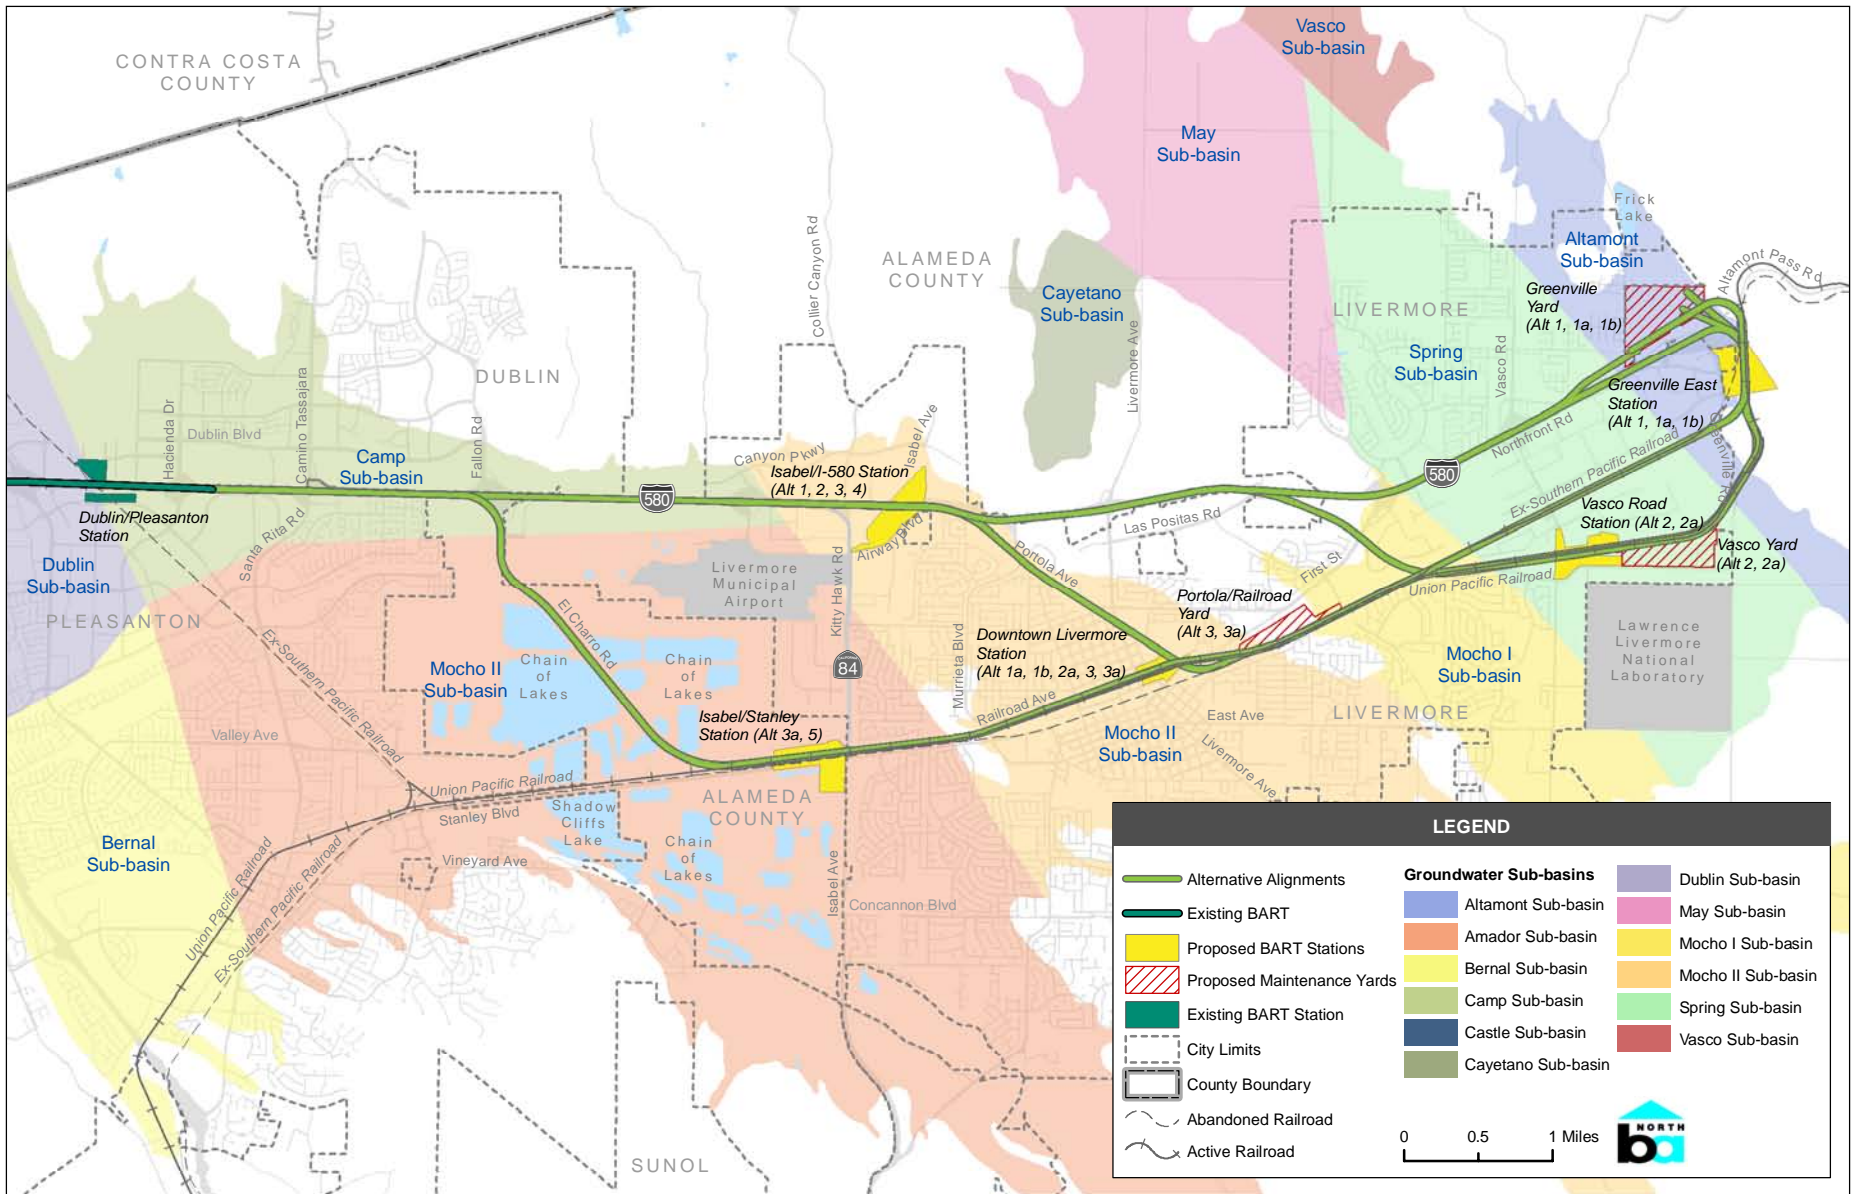 CONTRA COSTA
COUNTY
Vasco
Sub-basin
May
Sub-basin
Collier Canyon Rd
ALAMEDA
COUNTY
Cayetano
Sub-basin
Livermore Ave
Frick
Lake
Altamont
Sub-basin
Altamont Pass Rd
Greenville
Yard
(Alt 1, 1a, 1b)
LIVERMORE
Spring
Sub-basin
Vasco Rd
Greenville East
Station
(Alt 1, 1a, 1b)
Northfront Rd
Ex-Southern Pacific Railroad
Greenville Rd
580
DUBLIN
Hacienda Dr
Dublin Blvd
Camino Tassajara
Fallon Rd
Camp
Sub-basin
580
Canyon Pkwy
Isabel Ave
Isabel/I-580 Station
(Alt 1, 2, 3, 4)
Airway Blvd
Las Positas Rd
Portola Ave
First St
Vasco Road
Station (Alt 2, 2a)
Vasco Yard
(Alt 2, 2a)
Union Pacific Railroad
Dublin/Pleasanton
Station
Santa Rita Rd
Dublin
Sub-basin
PLEASANTON
Ex-Southern Pacific Railroad
Livermore
Municipal
Airport
Kitty Hawk Rd
El Charro Rd
Mocho II
Sub-basin
Chain
of
Lakes
Chain
of
Lakes
CALIFORNIA
84
Murrieta Blvd
Downtown Livermore
Station
(Alt 1a, 1b, 2a, 3, 3a)
Portola/Railroad
Yard
(Alt 3, 3a)
Mocho I
Sub-basin
Lawrence
Livermore
National
Laboratory
LIVERMORE
Railroad Ave
East Ave
Livermore Ave
Mocho II
Sub-basin
Isabel/Stanley
Station (Alt 3a, 5)
Valley Ave
Union Pacific Railroad
Stanley Blvd
Shadow
Cliffs
Lake
ALAMEDA
COUNTY
Chain
of
Lakes
Vineyard Ave
Isabel Ave
Concannon Blvd
Bernal
Sub-basin
Union Pacific Railroad
Ex-Southern Pacific Railroad
SUNOL
LEGEND
Alternative Alignments
Existing BART
Proposed BART Stations
Proposed Maintenance Yards
Existing BART Station
City Limits
County Boundary
Abandoned Railroad
Active Railroad
Groundwater Sub-basins
Altamont Sub-basin
Amador Sub-basin
Bernal Sub-basin
Camp Sub-basin
Castle Sub-basin
Cayetano Sub-basin
Dublin Sub-basin
May Sub-basin
Mocho I Sub-basin
Mocho II Sub-basin
Spring Sub-basin
Vasco Sub-basin
0 0.5 1 Miles
NORTH
ba